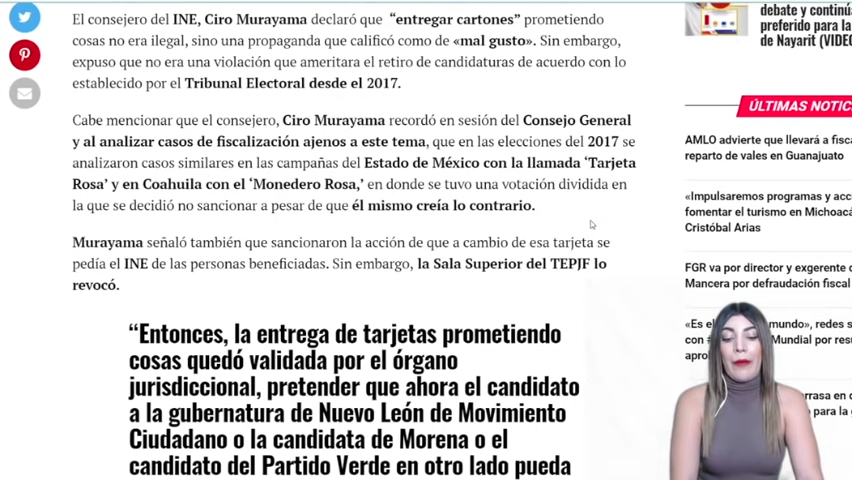 El consejero del INE, Ciro Murayama declaró que “entregar cartones” prometiendo
cosas no era ilegal, sino una propaganda que calificó como de «mal gusto». Sin embargo,
expuso que no era una violación que ameritara el retiro de candidaturas de acuerdo con lo
establecido por el Tribunal Electoral desde el 2017.
Cabe mencionar que el consejero, Ciro Murayama recordó en sesión del Consejo General
y al analizar casos de fiscalización ajenos a este tema, que en las elecciones del 2017 se
analizaron casos similares en las campañas del Estado de México con la llamada ‘Tarjeta
Rosa’ y en Coahuila con el ‘Monedero Rosa,’ en donde se tuvo una votación dividida en
la que se decidió no sancionar a pesar de que él mismo creía lo contrario.
Murayama señaló también que sancionaron la acción de que a cambio de esa tarjeta se
pedía el INE de las personas beneficiadas. Sin embargo, la Sala Superior del TEPJF lo
revocó.
“Entonces, la entrega de tarjetas prometiendo
cosas quedó validada por el órgano
jurisdiccional, pretender que ahora el candidato
a la gubernatura de Nuevo León de Movimiento
Ciudadano o la candidata de Morena o el
candidato del Partido Verde en otro lado pueda
debate y continú
preferido para la
de Nayarit (VIDEO
ÚLTIMAS NOTIC
AMLO advierte que llevará a fisca
reparto de vales en Guanajuato
«Impulsaremos programas y acc
fomentar el turismo en Michoacá
Cristóbal Arias
FGR va por director y exgerente d
Mancera por defraudación fiscal
«Es el mundo», redes s
con # Mundial por resu
apro
rrasa en
para la g